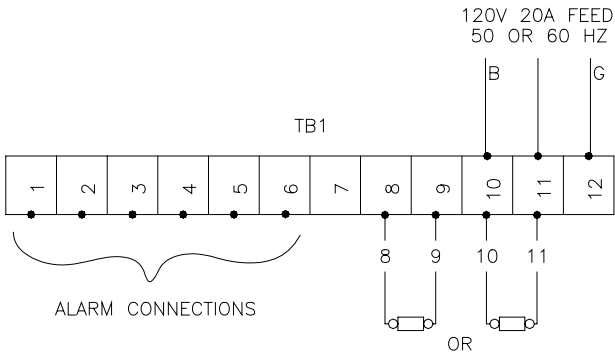 120V 20A FEED
50 OR 60 HZ
B
G
TB1
1 2 3 4 5 6 7 8 9 10 11 12
8 9 10 11
ALARM CONNECTIONS
OR